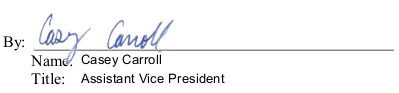 By: Casey Carroll
Name: Casey Carroll
Title: Assistant Vice President